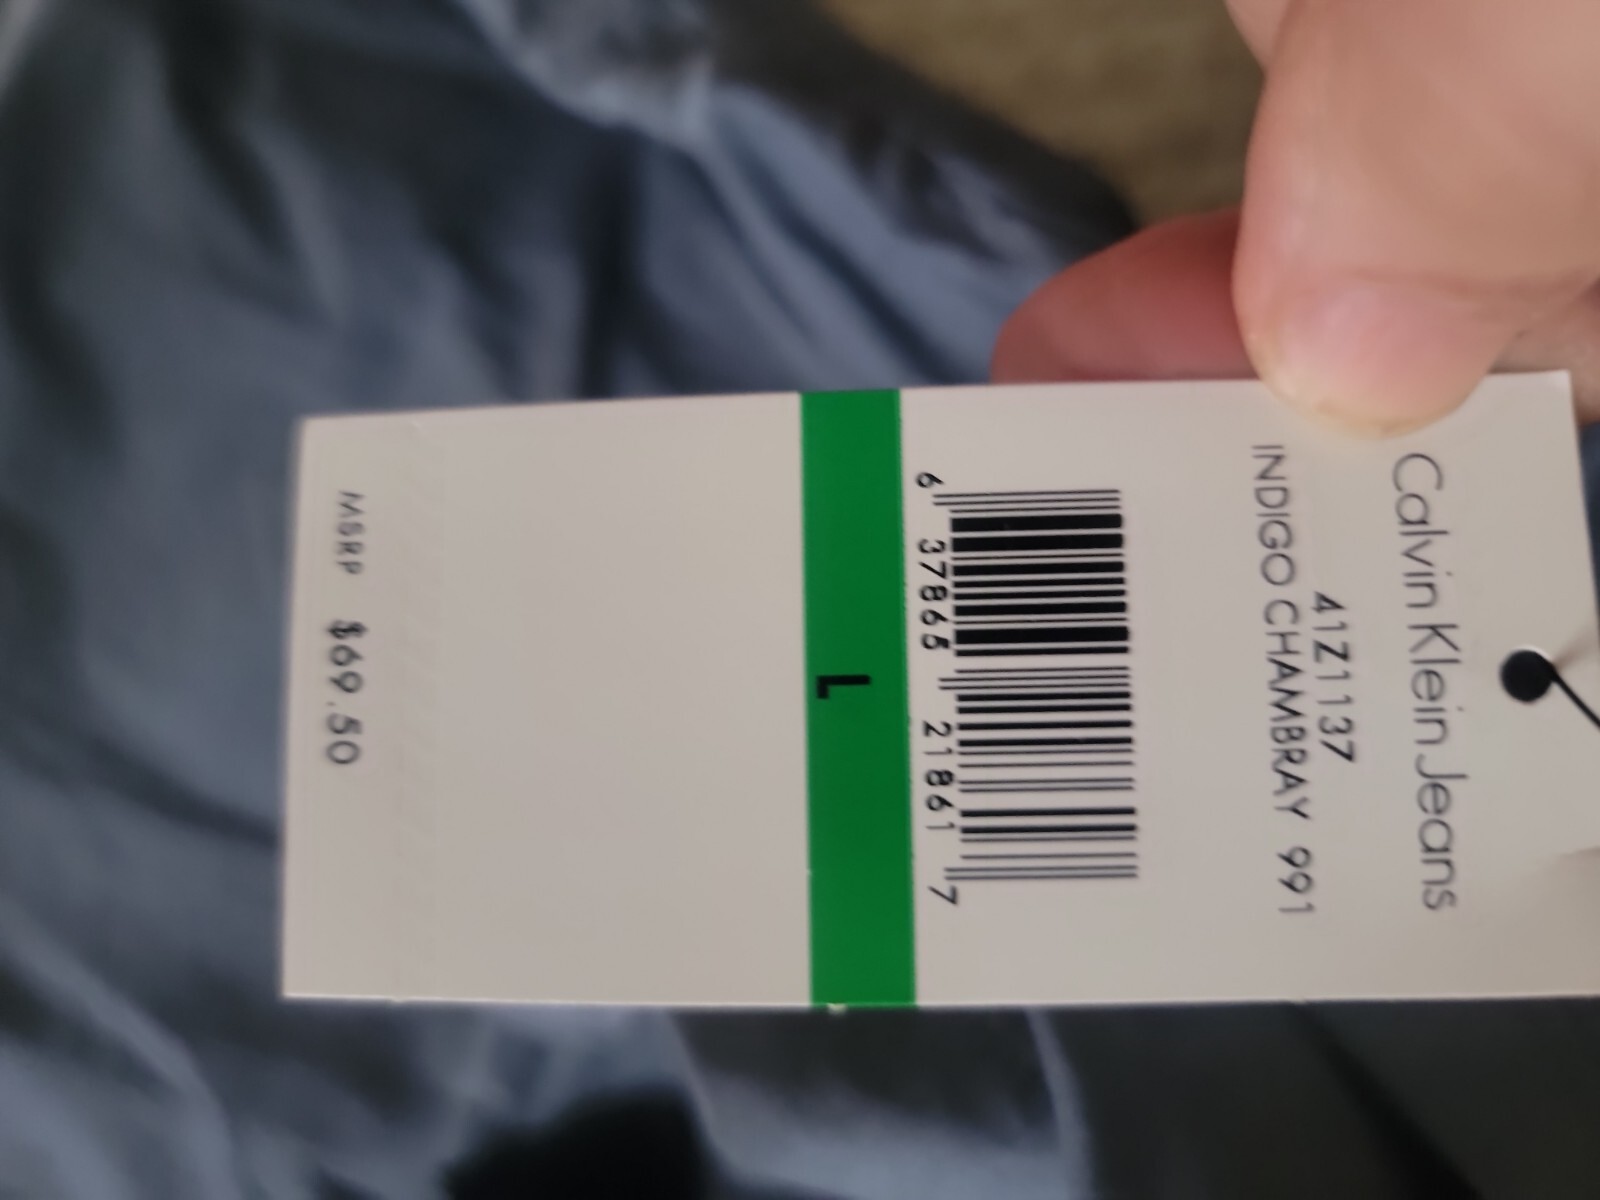 Calvin Klein Jeans
41Z1137
INDIGO CHAMBRAY 991
6 37865 21861 7
L
MSRP $69.50